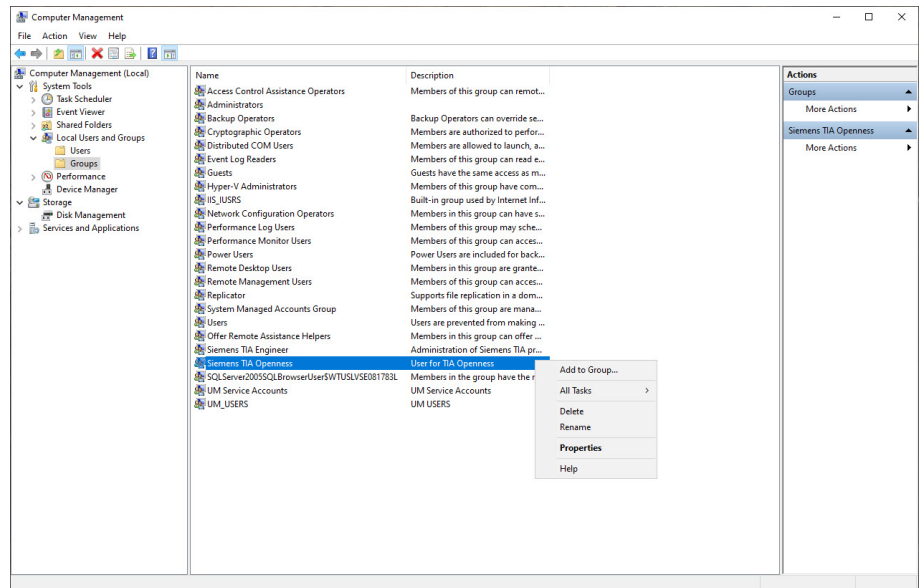 Computer Management
File Action View Help
Computer Management (Local)
System Tools
Task Scheduler
Event Viewer
Shared Folders
Local Users and Groups
Users
Groups
Performance
Device Manager
Storage
Disk Management
Services and Applications
Name Description
Access Control Assistance Operators Members of this group can remot...
Administrators
Backup Operators Backup Operators can override se...
Cryptographic Operators Members are authorized to perfor...
Distributed COM Users Members are allowed to launch, a...
Event Log Readers Members of this group can read e...
Guests Guests have the same access as m...
Hyper-V Administrators Members of this group have com...
IIS_IUSRS Built-in group used by Internet Inf...
Network Configuration Operators Members in this group can have s...
Performance Log Users Members of this group may sche...
Performance Monitor Users Members of this group can acces...
Power Users Power Users are included for back...
Remote Desktop Users Members in this group are grante...
Remote Management Users Members of this group can acces...
Replicator Supports file replication in a dom...
System Managed Accounts Group Members of this group are mana...
Users Users are prevented from making ...
Offer Remote Assistance Helpers Members in this group can offer ...
Siemens TIA Engineer Administration of Siemens TIA pr...
Siemens TIA Openness User for TIA Openness
SQLServer2005SQLBrowserUser$WTUSLVSE081783L Members in the group have the r
UM Service Accounts UM Service Accounts
UM_USERS UM USERS
Add to Group...
All Tasks
Delete
Rename
Properties
Help
Actions
Groups
More Actions
Siemens TIA Openness
More Actions